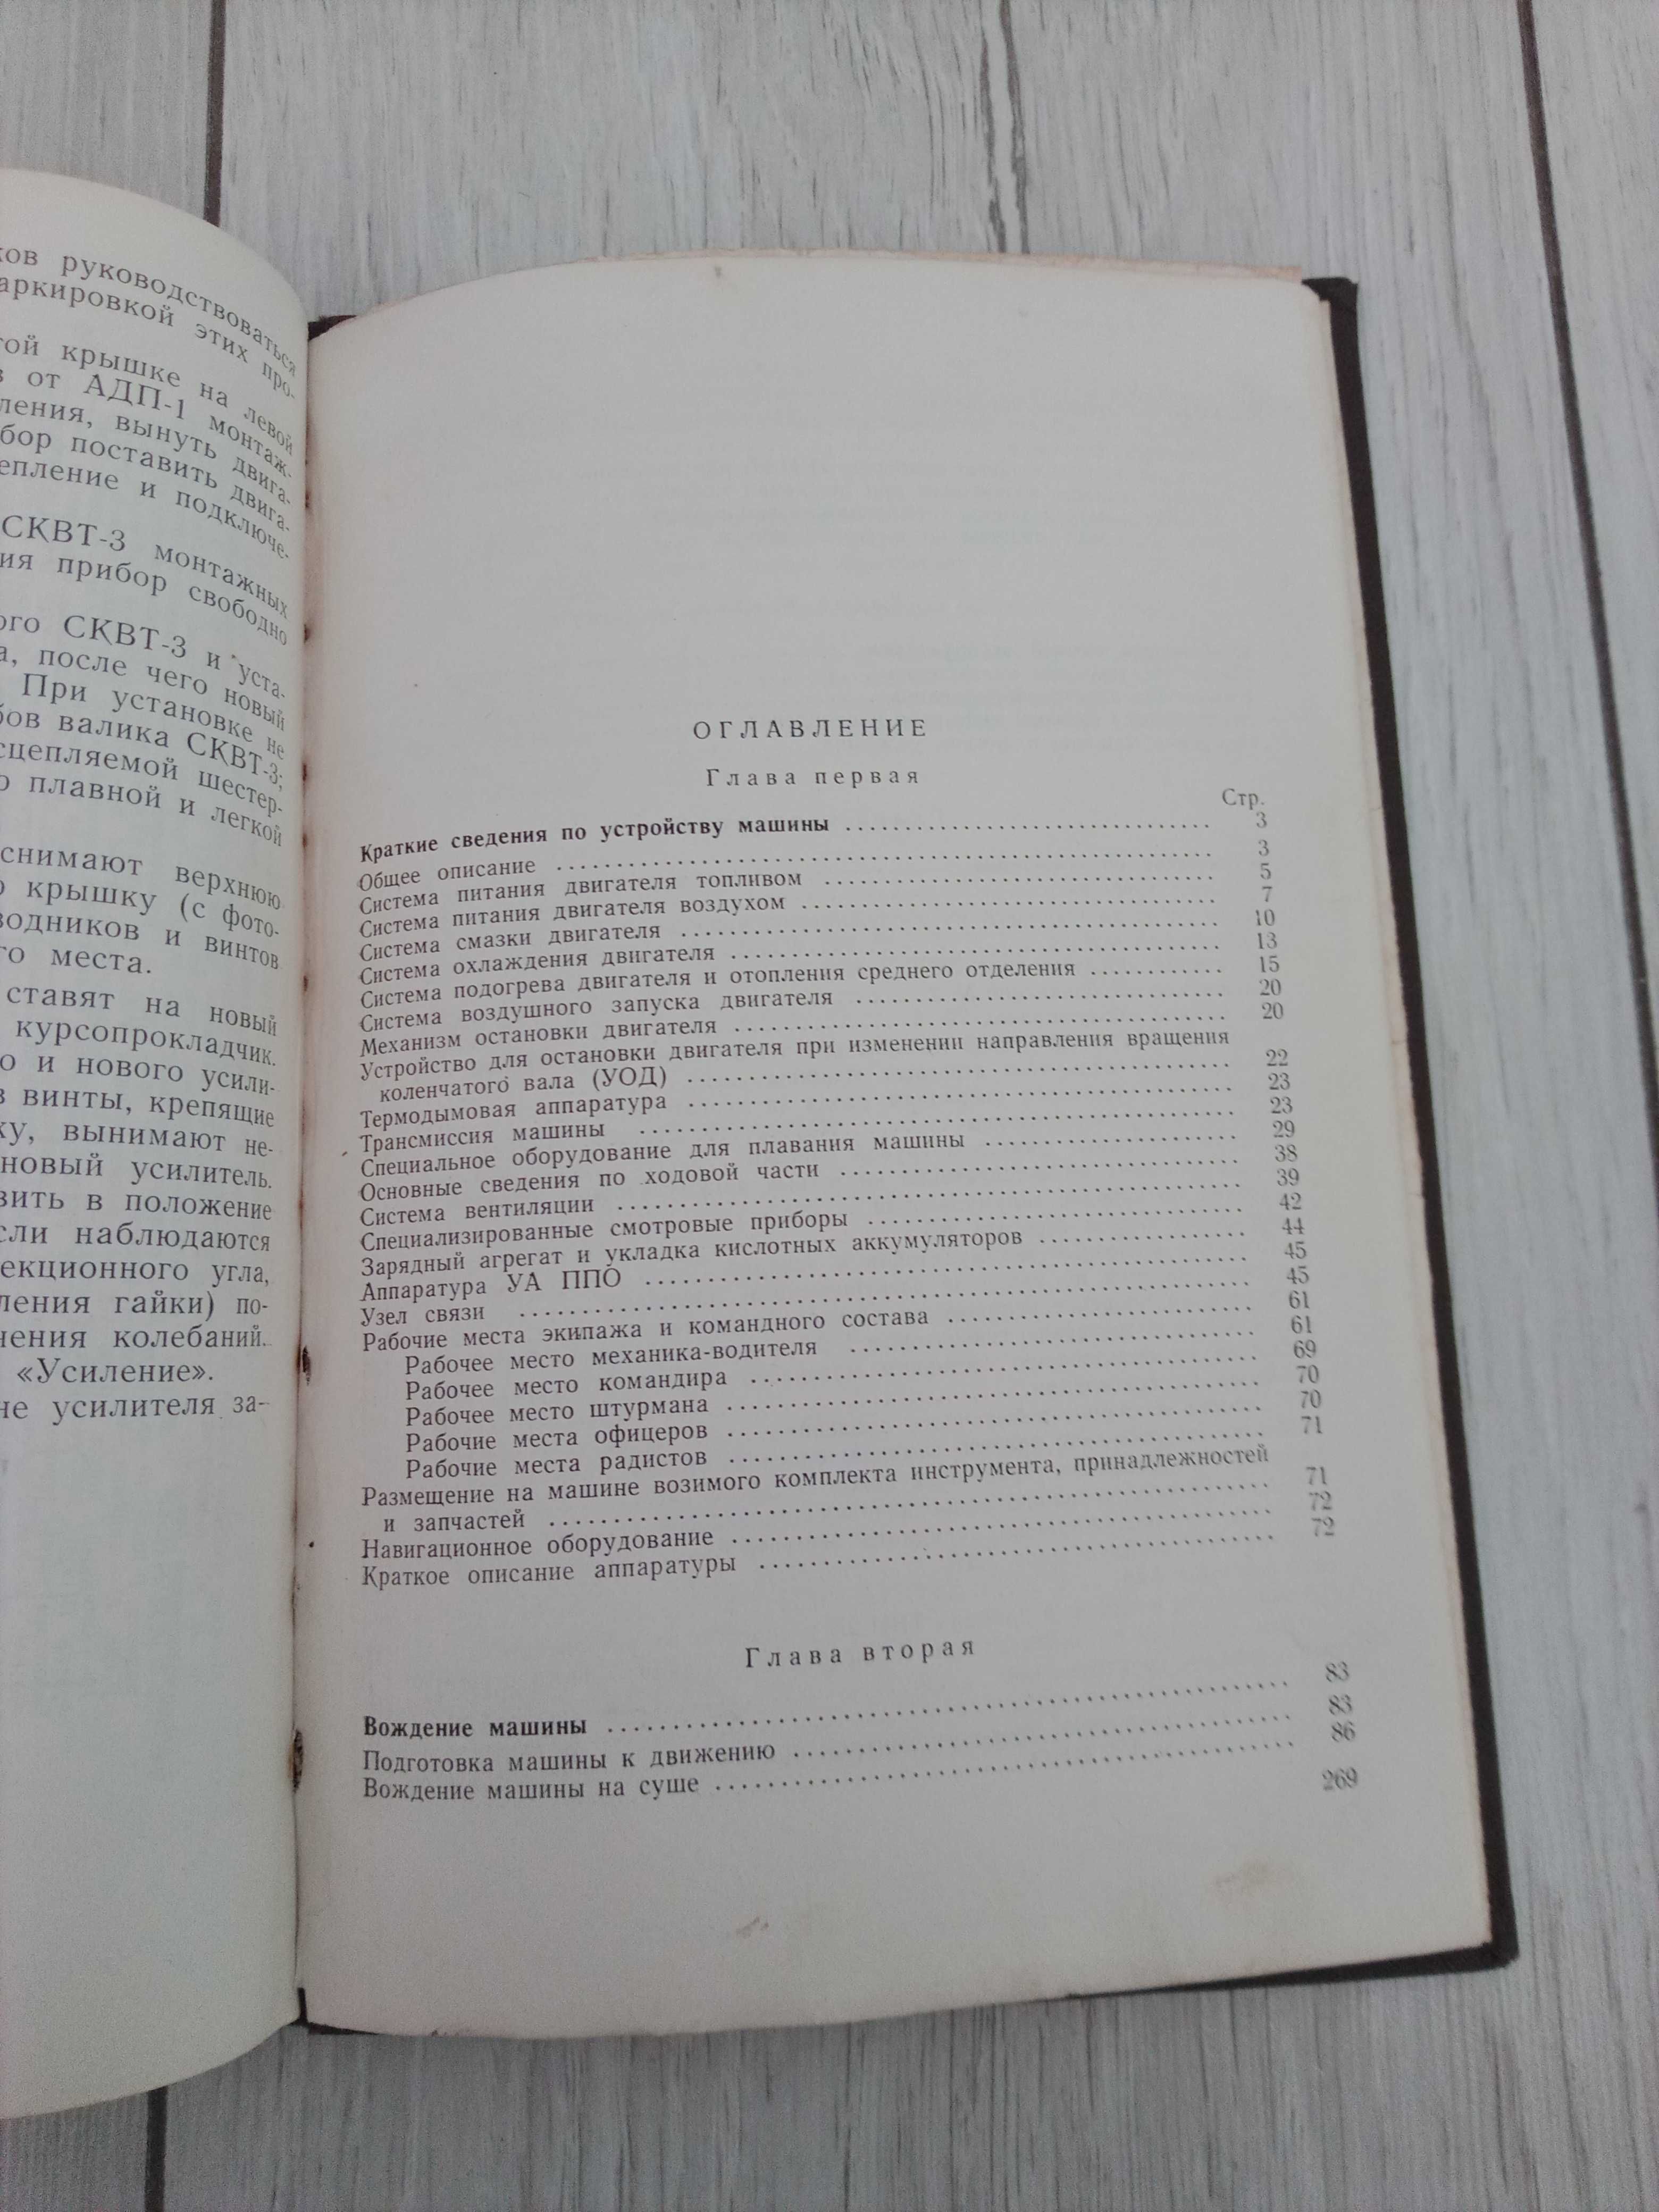 ков руководствоваться
аркировкой этих про-
той крышке на левой
в от АДП-1 монтаж-
ления, вынуть двига-
бор поставить двига-
епление и подключе-
СКВТ-3 монтажных
ия прибор свободно
ого СКВТ-3 и уста-
а, после чего новый
При установке не
бов валика СКВТ-3;
сцепляемой шестер-
о плавной и легкой
снимают верхнюю
ю крышку (с фото-
водников и винтов
го места.
ставят на новый
курсопрокладчик.
о и нового усили-
в винты, крепящие
ку, вынимают не-
новый усилитель.
вить в положение
сли наблюдаются
екционного угла,
ления гайки) по-
чения колебаний.
«Усиление».
не усилителя за-
ОГЛАВЛЕНИЕ
Глава первая
Стр.
Краткие сведения по устройству машины . . . . . . . . . . 3
Общее описание . . . . . . . . . . 3
Система питания двигателя топливом . . . . . . . . . . 5
Система питания двигателя воздухом . . . . . . . . . . 7
Система смазки двигателя . . . . . . . . . . 10
Система охлаждения двигателя . . . . . . . . . . 13
Система подогрева двигателя и отопления среднего отделения . . . . . . . . . . 15
Система воздушного запуска двигателя . . . . . . . . . . 20
Механизм остановки двигателя . . . . . . . . . . 20
Устройство для остановки двигателя при изменении направления вращения
коленчатого вала (УОД) . . . . . . . . . . 22
Термодымовая аппаратура . . . . . . . . . . 23
Трансмиссия машины . . . . . . . . . . 23
Специальное оборудование для плавания машины . . . . . . . . . . 29
Основные сведения по ходовой части . . . . . . . . . . 38
Система вентиляции . . . . . . . . . . 39
Специализированные смотровые приборы . . . . . . . . . . 42
Зарядный агрегат и укладка кислотных аккумуляторов . . . . . . . . . . 44
Аппаратура УА ППО . . . . . . . . . . 45
Узел связи . . . . . . . . . . 45
Рабочие места экипажа и командного состава . . . . . . . . . . 61
Рабочее место механика-водителя . . . . . . . . . . 61
Рабочее место командира . . . . . . . . . . 69
Рабочее место штурмана . . . . . . . . . . 70
Рабочие места офицеров . . . . . . . . . . 70
Рабочие места радистов . . . . . . . . . . 71
Размещение на машине возимого комплекта инструмента, принадлежностей
и запчастей . . . . . . . . . . 71
Навигационное оборудование . . . . . . . . . . 72
Краткое описание аппаратуры . . . . . . . . . . 72
Глава вторая
Вождение машины . . . . . . . . . . 83
Подготовка машины к движению . . . . . . . . . . 83
Вождение машины на суше . . . . . . . . . . 86
269